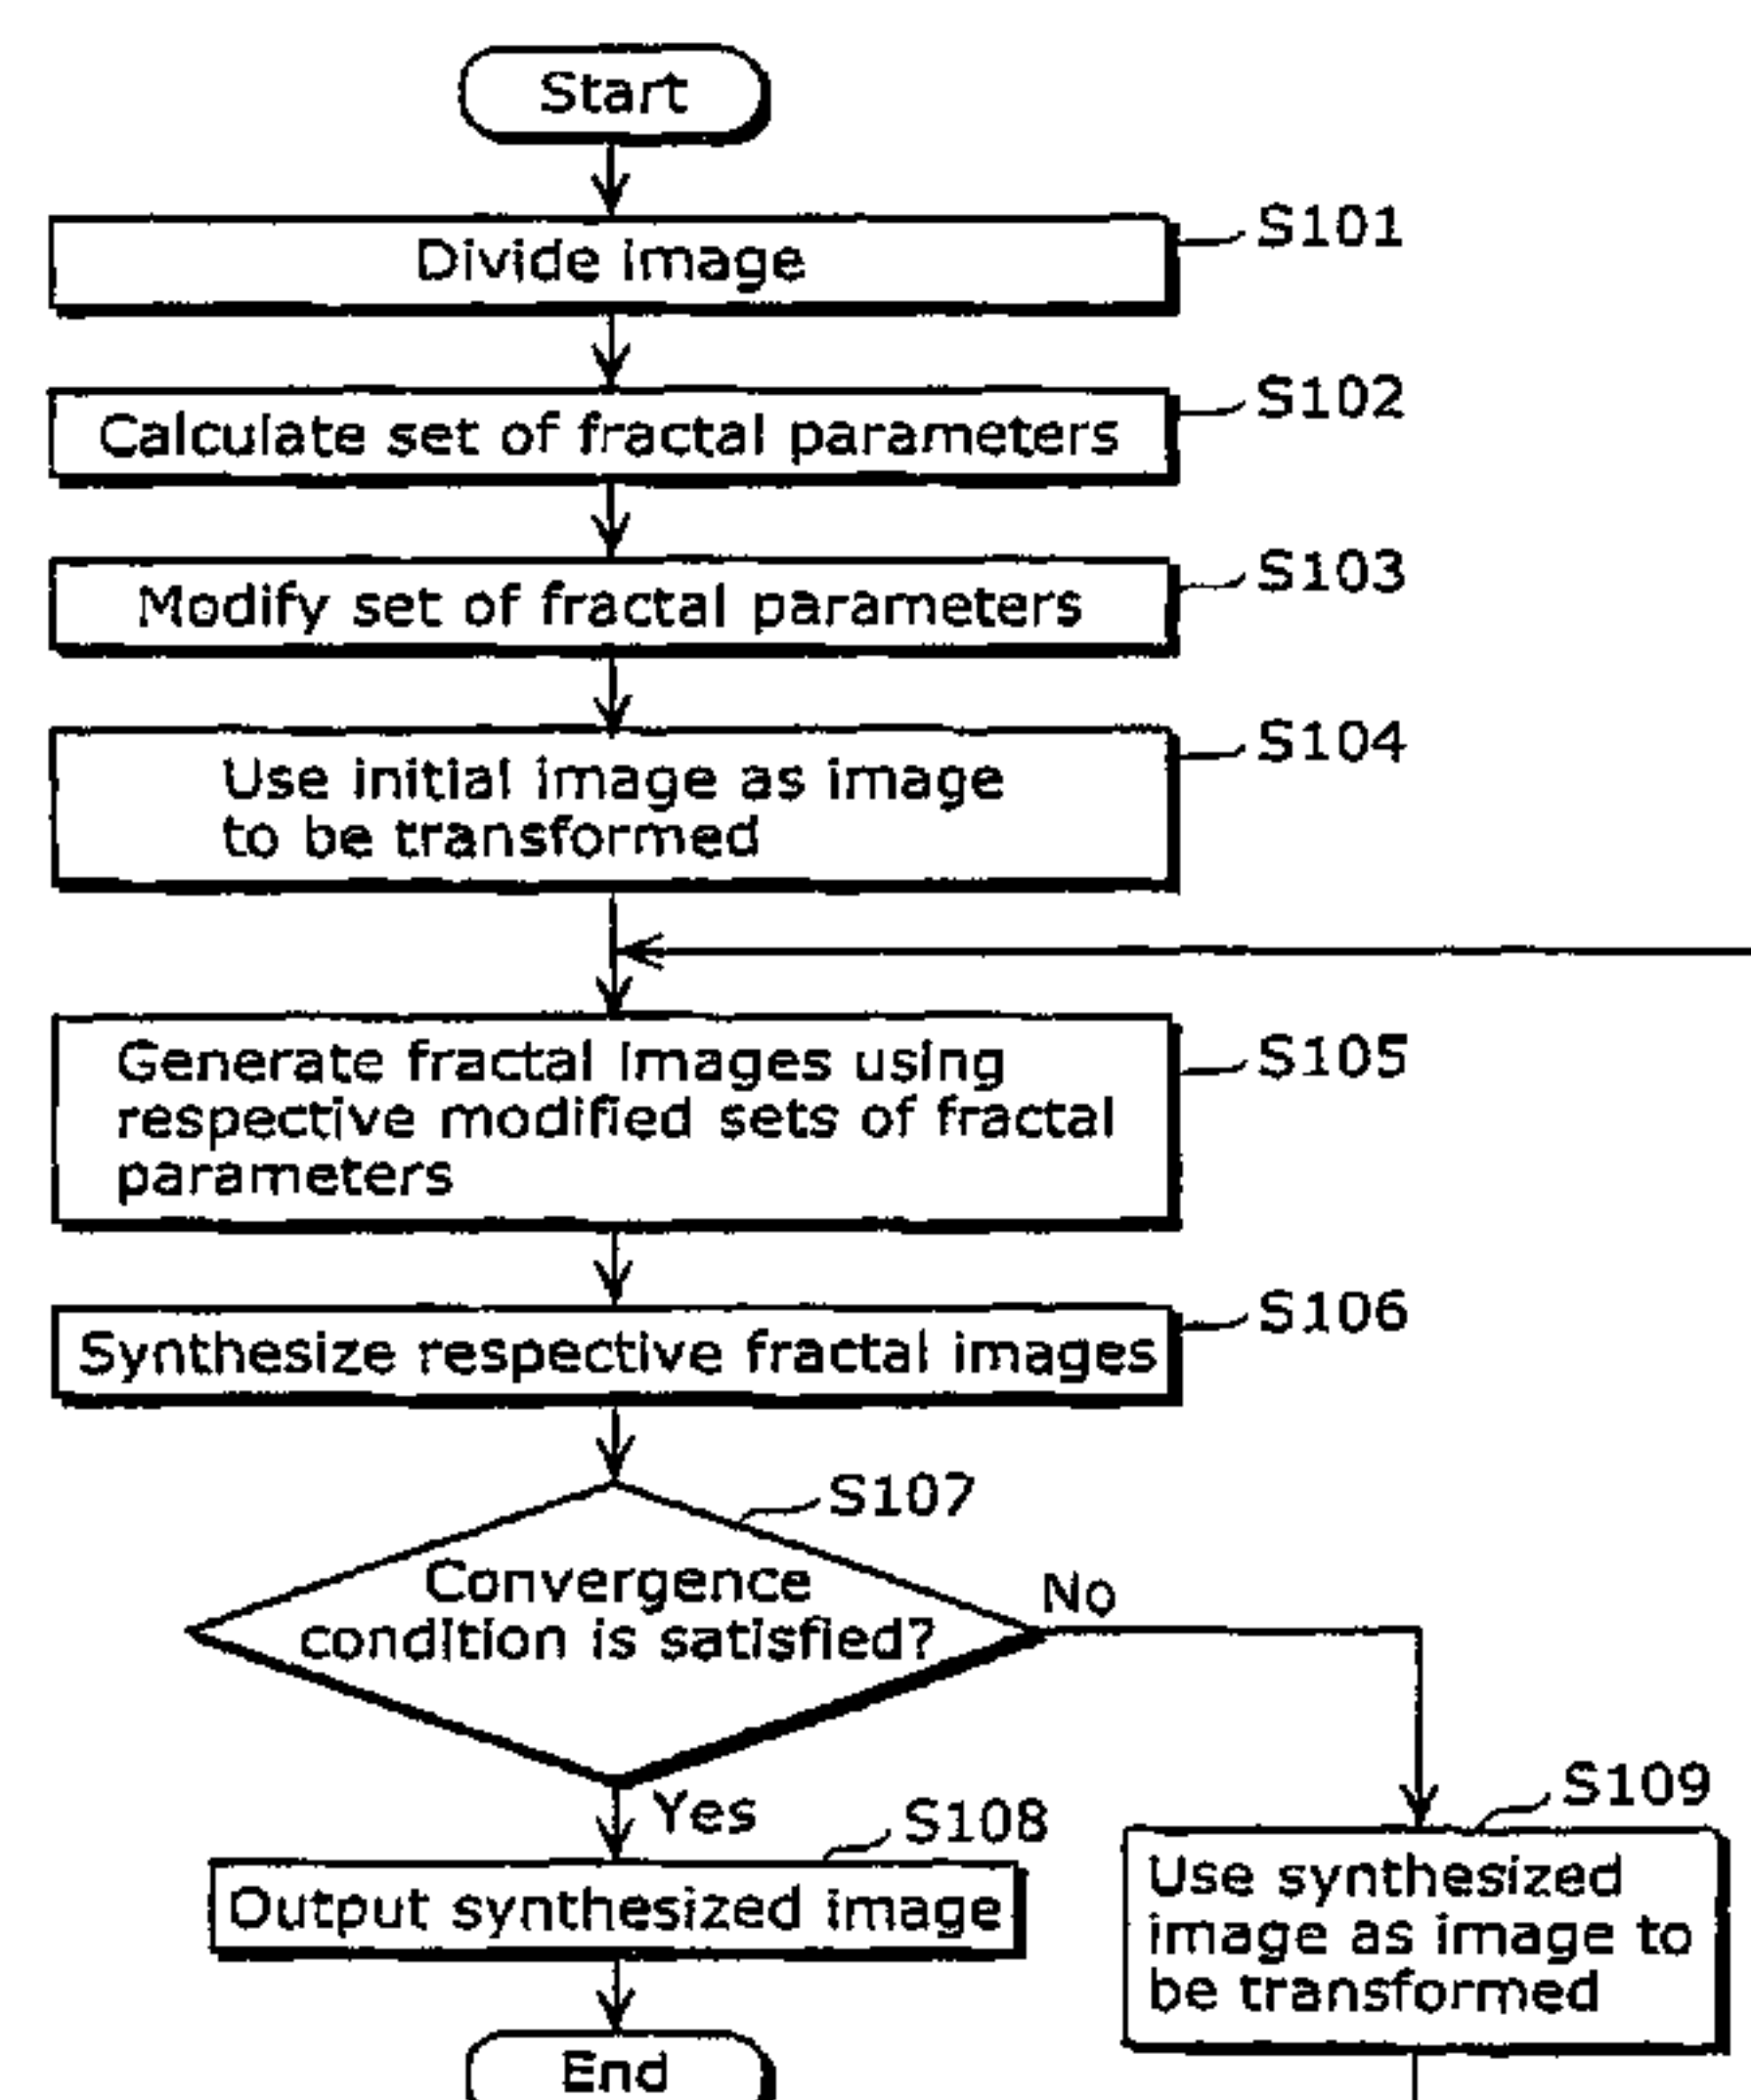 Start
Divide image
S101
Calculate set of fractal parameters
S102
Modify set of fractal parameters
S103
Use initial image as image
to be transformed
S104
Generate fractal images using
respective modified sets of fractal
parameters
S105
Synthesize respective fractal images
S106
S107
Convergence
condition is satisfied?
No
Yes
S108
Output synthesized image
S109
Use synthesized
image as image to
be transformed
End